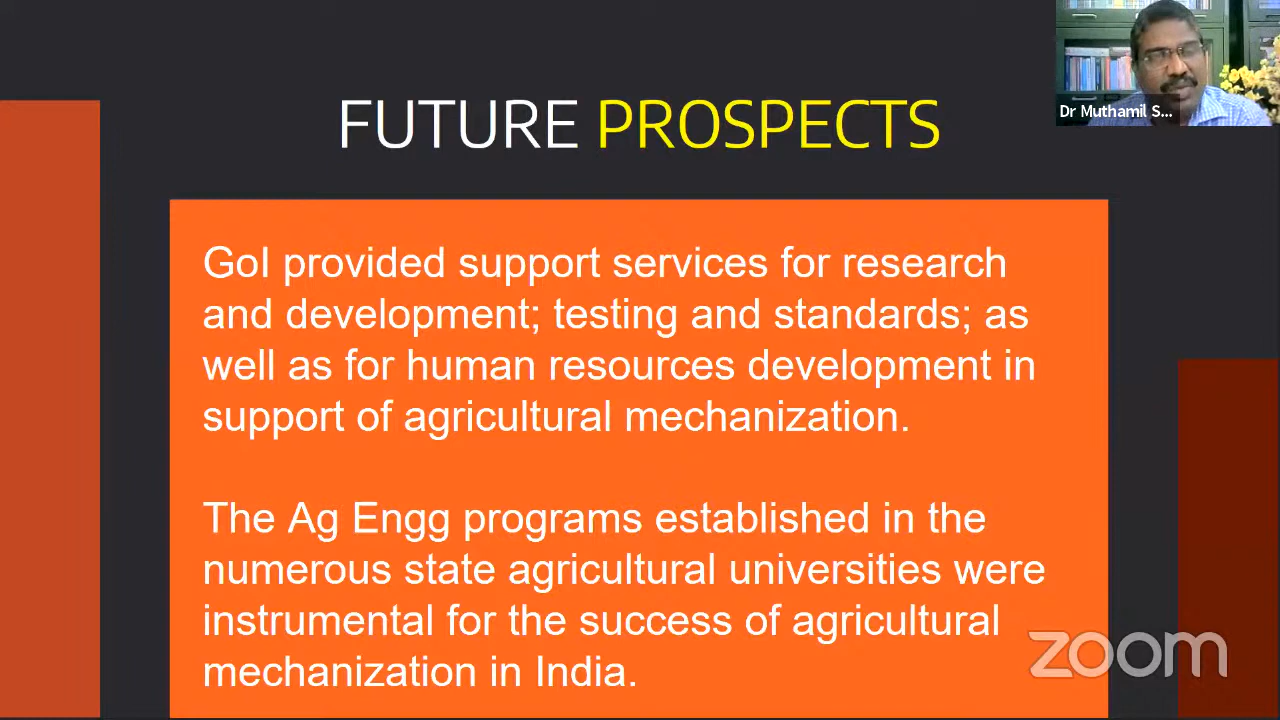 FUTURE PROSPECTS
Dr Muthamil S...
GoI provided support services for research
and development; testing and standards; as
well as for human resources development in
support of agricultural mechanization.
The Ag Engg programs established in the
numerous state agricultural universities were
instrumental for the success of agricultural
mechanization in India.
zoom